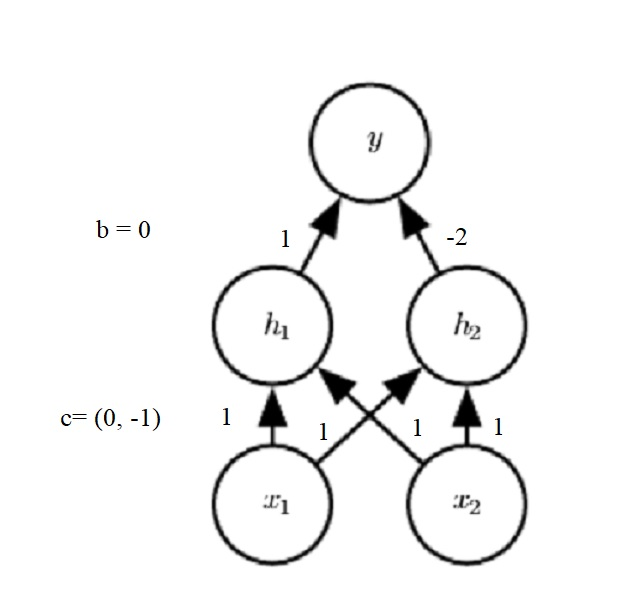 y
b = 0
1
-2
h₁
h₂
c= (0, -1)
1
1
1
1
x₁
x₂